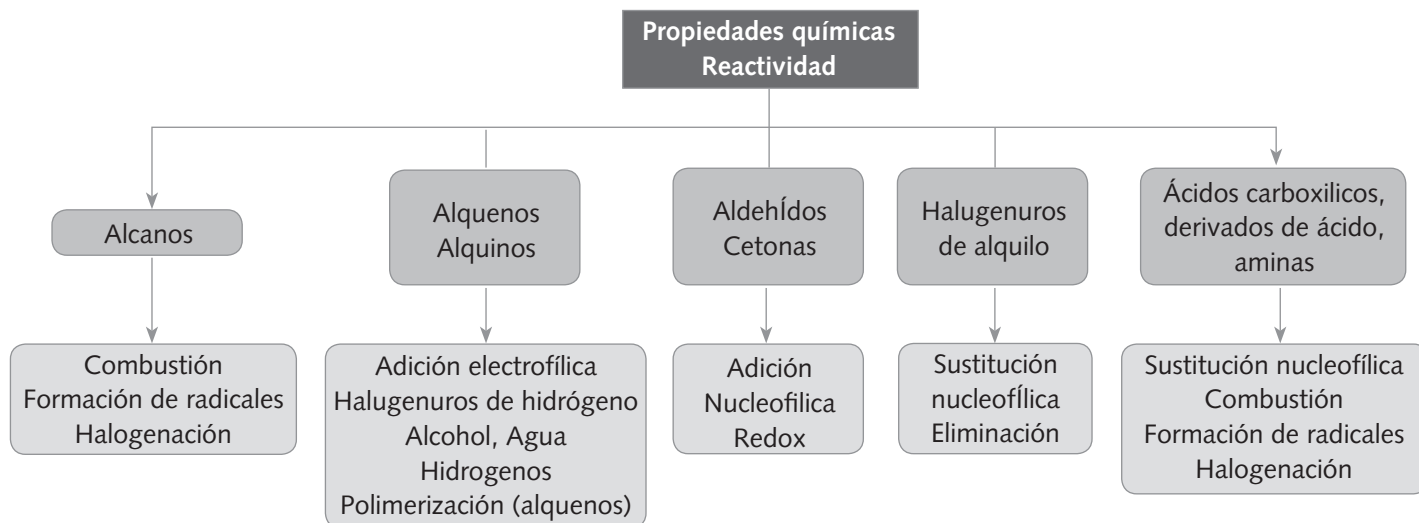 Propiedades químicas
Reactividad
Alcanos
Alquenos
Alquinos
AldehÍdos
Cetonas
Halugenuros
de alquilo
Ácidos carboxilicos,
derivados de ácido,
aminas
Combustión
Formación de radicales
Halogenación
Adición electrofílica
Halugenuros de hidrógeno
Alcohol, Agua
Hidrogenos
Polimerización (alquenos)
Adición
Nucleofilica
Redox
Sustitución
nucleofÍlica
Eliminación
Sustitución nucleofílica
Combustión
Formación de radicales
Halogenación